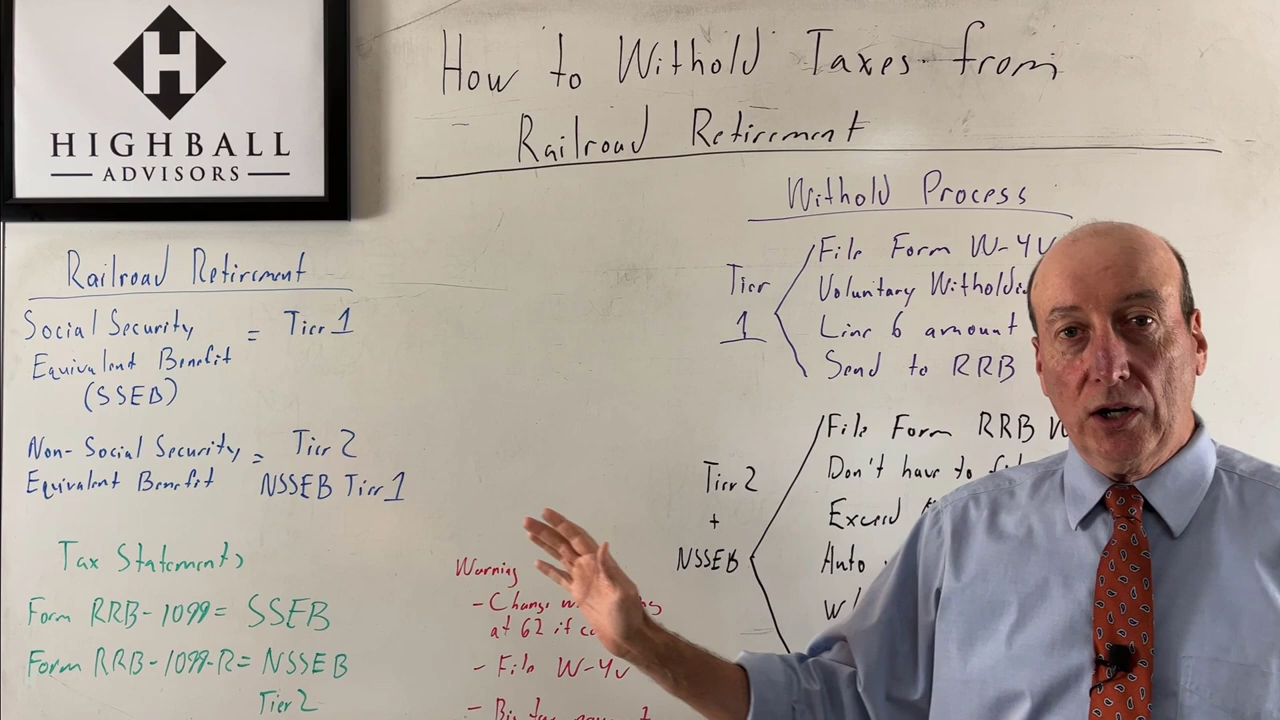 HIGHBALL
ADVISORS
How to Withold Taxes from
Railroad Retirement
Railroad Retirement
Social Security
Equivalent Benefit
(SSEB)
= Tier 1
Non-Social Security
Equivalent Benefit
= Tier 2
NSSEB Tier 1
Tax Statements
Form RRB-1099 = SSEB
Form RRB-1099-R = NSSEB
Tier 2
Warning
- Change
at 62 if
- File W-4v
- Big
Withold Process
Tier
1
File Form W-4v
Voluntary
Line 6 amount
Send to RRB
Tier 2
+
NSSEB
File Form RRB
Don't have to
Exceed
Auto